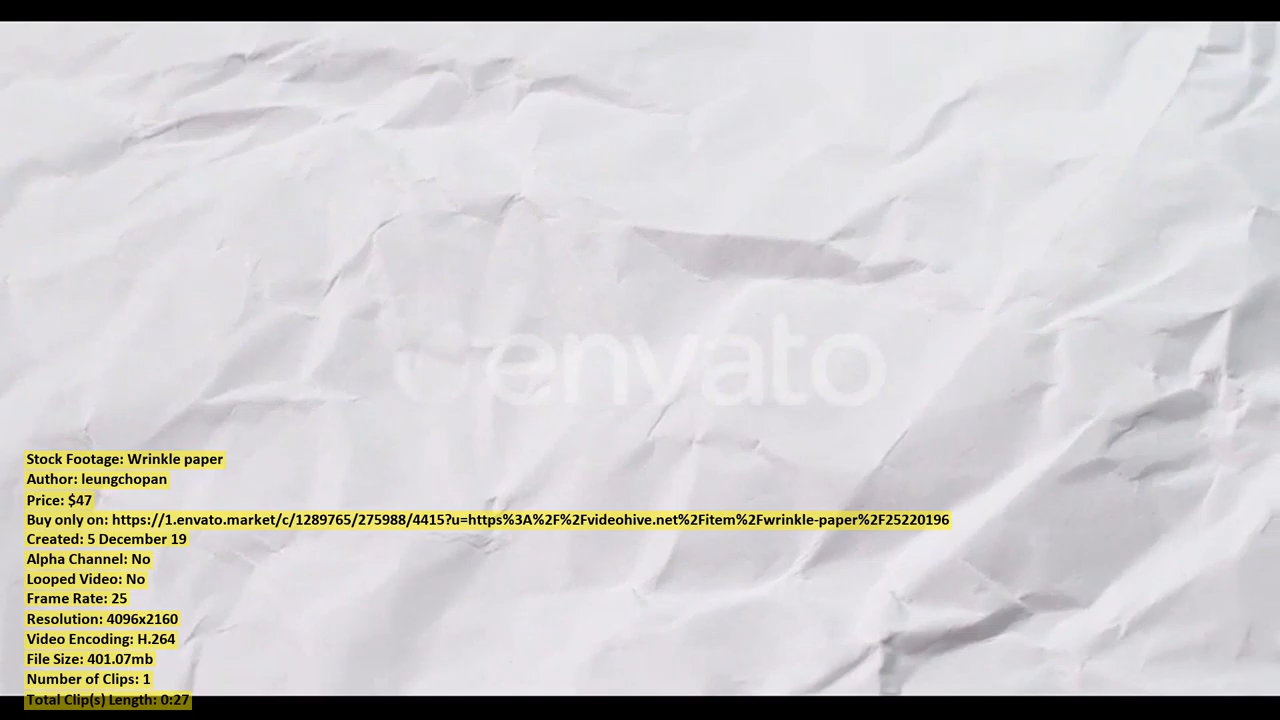 envato
Stock Footage: Wrinkle paper
Author: leungchopan
Price: $47
Buy only on: https://1.envato.market/c/1289765/275988/4415?u=https%3A%2F%2Fvideohive.net%2Fitem%2Fwrinkle-paper%2F25220196
Created: 5 December 19
Alpha Channel: No
Looped Video: No
Frame Rate: 25
Resolution: 4096x2160
Video Encoding: H.264
File Size: 401.07mb
Number of Clips: 1
Total Clip(s) Length: 0:27